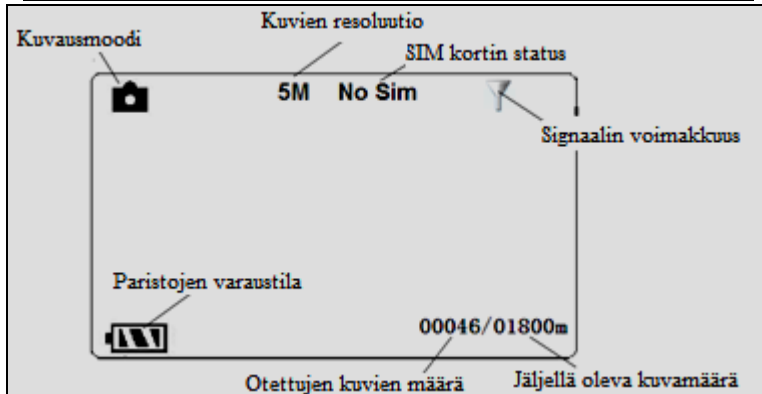 Kuvien resoluutio
Kuvausmoodi
SIM kortin status
5M No Sim
Signaalin voimakkuus
Paristojen varaustila
00046/01800m
Otettujen kuvien määrä
Jäljellä oleva kuvamäärä